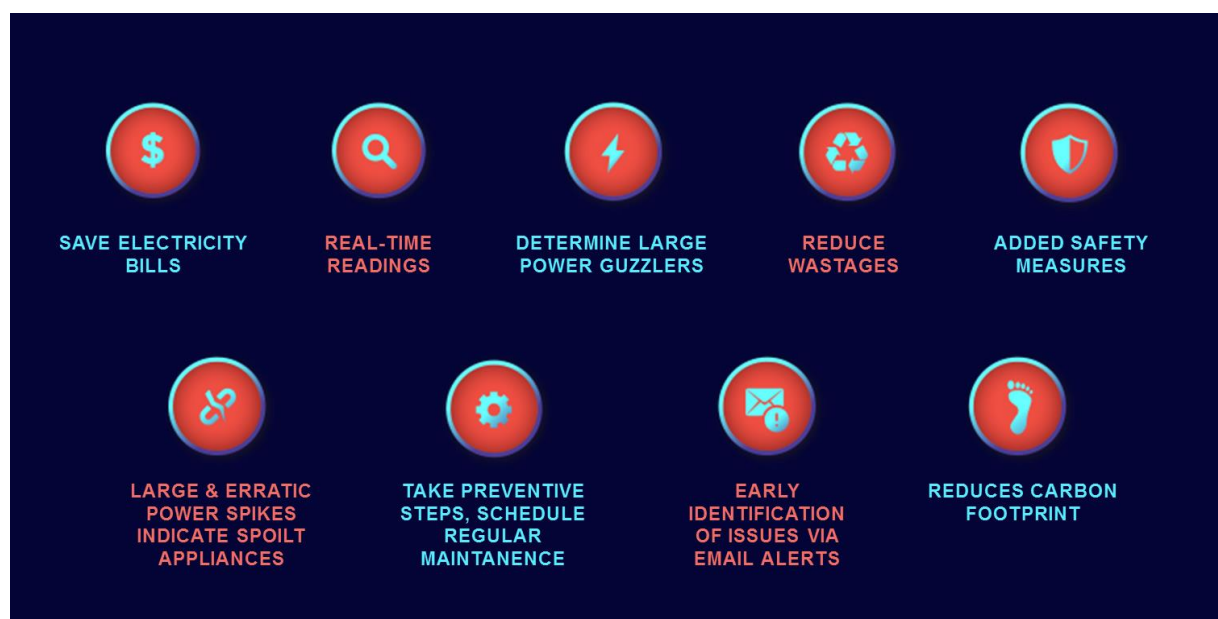 SAVE ELECTRICITY
BILLS
REAL-TIME
READINGS
DETERMINE LARGE
POWER GUZZLERS
REDUCE
WASTAGES
ADDED SAFETY
MEASURES
LARGE & ERRATIC
POWER SPIKES
INDICATE SPOILT
APPLIANCES
TAKE PREVENTIVE
STEPS, SCHEDULE
REGULAR
MAINTANENCE
EARLY
IDENTIFICATION
OF ISSUES VIA
EMAIL ALERTS
REDUCES CARBON
FOOTPRINT